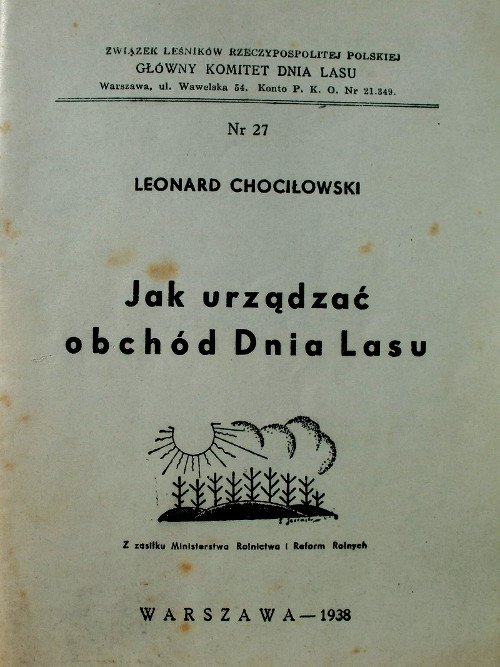 ZWIĄZEK LEŚNIKÓW RZECZYPOSPOLITEJ POLSKIEJ
GŁÓWNY KOMITET DNIA LASU
Warszawa, ul. Wawelska 54. Konto P. K. O. Nr 21.349.
Nr 27
LEONARD CHOCIŁOWSKI
Jak urządzać
obchód Dnia Lasu
Z zasiłku Ministerstwa Rolnictwa i Reform Rolnych
WARSZAWA—1938